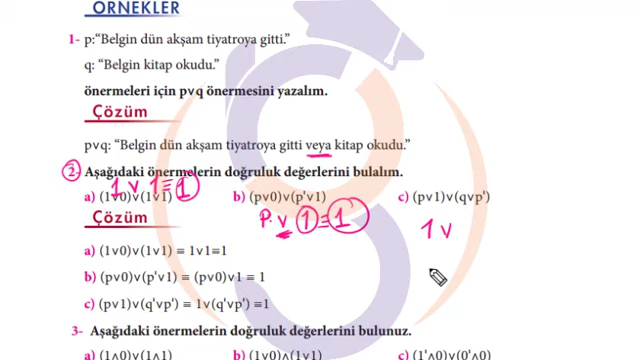 ÖRNEKLER
1- p:“Belgin dün akşam tiyatroya gitti.”
q: “Belgin kitap okudu.”
önermeleri için p∨q önermesini yazalım.
Çözüm
p∨q: “Belgin dün akşam tiyatroya gitti veya kitap okudu.”
2- Aşağıdaki önermelerin doğruluk değerlerini bulalım.
1 ∨ 1 ≡ 1
a) (1∨0)∨(1∨1) b) (p∨0)∨(p'∨1) c) (p∨1)∨(q∨p')
p ∨ 1 ≡ 1
1 ∨
Çözüm
a) (1∨0)∨(1∨1) ≡ 1∨1≡1
b) (p∨0)∨(p'∨1) ≡ (p∨0)∨1 ≡ 1
c) (p∨1)∨(q'∨p') ≡ 1∨(q'∨p') ≡1
3- Aşağıdaki önermelerin doğruluk değerlerini bulunuz.
a) (1∧0)∧(1∧1) b) (1∨0)∧(1∨1) c) (1'∧0)∨(0'∧0)